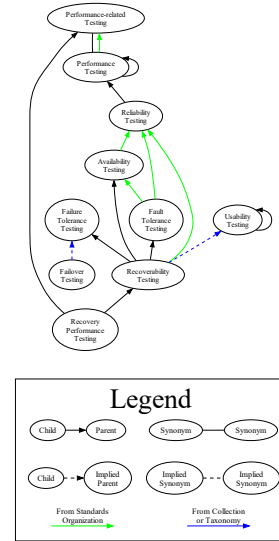 Performance-related
Testing
Performance
Testing
Reliability
Testing
Availability
Testing
Failure
Tolerance
Testing
Fault
Tolerance
Testing
Usability
Testing
Failover
Testing
Recoverability
Testing
Recovery
Performance
Testing
Legend
Child
Parent
Synonym
Synonym
Child
Implied
Parent
Implied
Synonym
Implied
Synonym
From Standards
Organization
From Collection
or Taxonomy